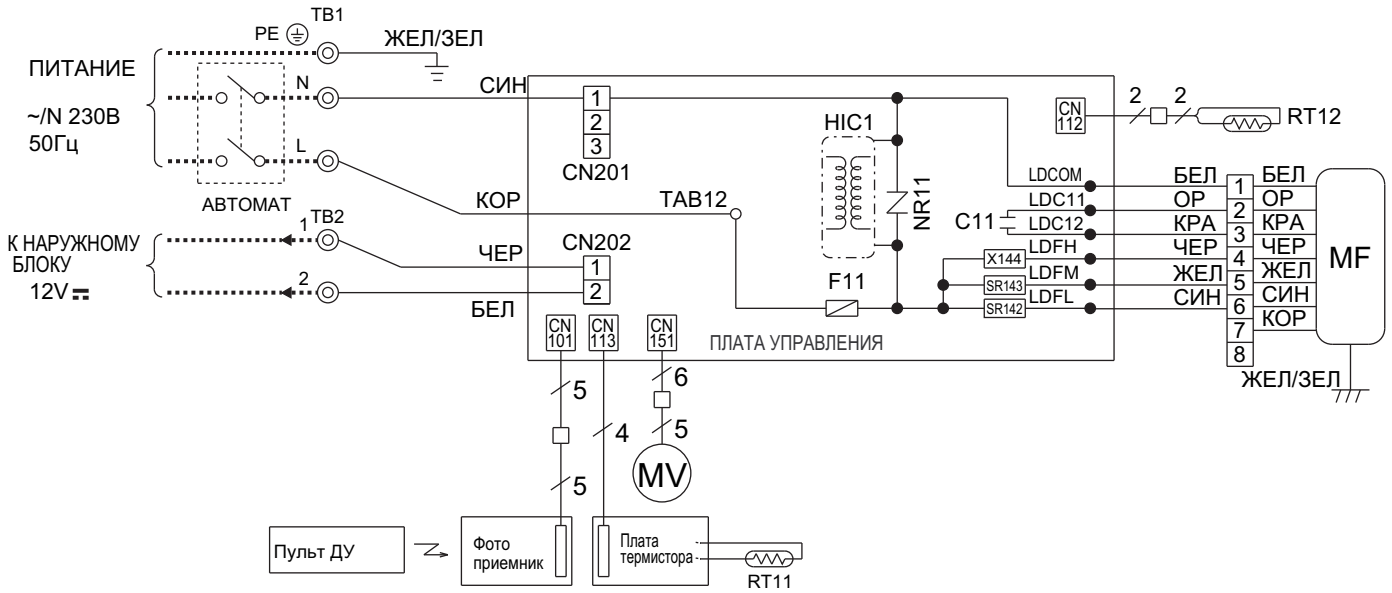 TB1
PE
ЖЕЛ/ЗЕЛ
ПИТАНИЕ
~/N 230В
50Гц
N
L
АВТОМАТ
СИН
1
2
3
CN201
КОР
TAB12
HIC1
NR11
CN
112
2
2
RT12
К НАРУЖНОМУ
БЛОКУ
12V
1
TB2
2
ЧЕР
БЕЛ
CN202
1
2
F11
C11
LDCOM
LDC11
LDC12
X144
LDFH
SR143
LDFM
SR142
LDFL
БЕЛ
1
БЕЛ
ОР
2
ОР
КРА
3
КРА
ЧЕР
4
ЧЕР
ЖЕЛ
5
ЖЕЛ
СИН
6
СИН
7
КОР
8
MF
ЖЕЛ/ЗЕЛ
CN
101
CN
113
CN
151
ПЛАТА УПРАВЛЕНИЯ
5
5
4
6
5
MV
Пульт ДУ
Фото
приемник
Плата
термистора
RT11